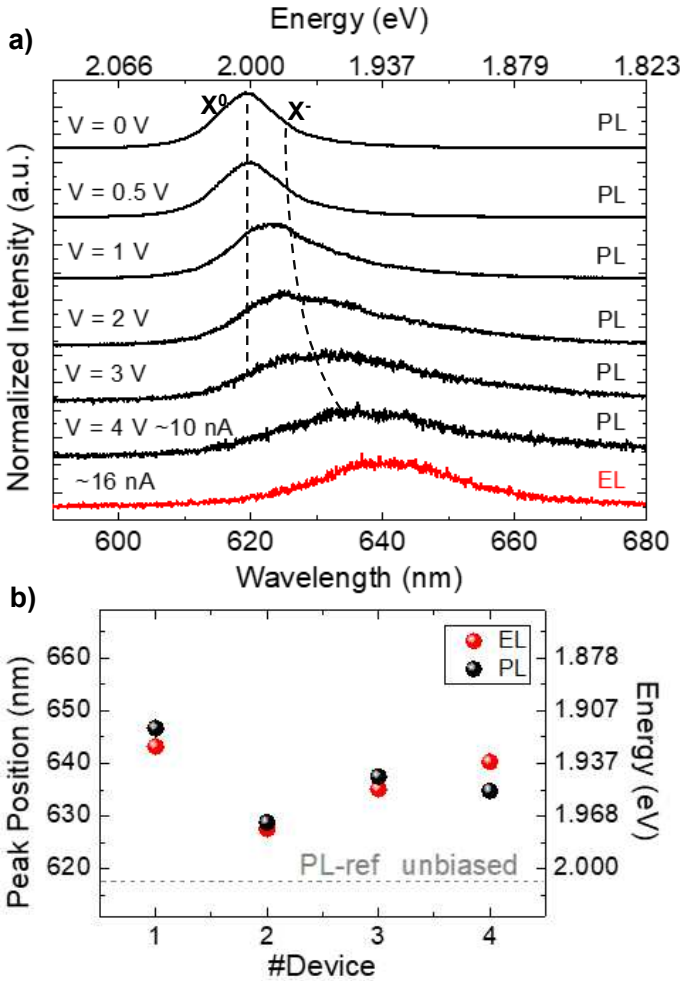 Energy (eV)
a)
2.066 2.000 1.937 1.879 1.823
X⁰ X⁻
V = 0 V PL
V = 0.5 V PL
V = 1 V PL
V = 2 V PL
V = 3 V PL
V = 4 V ~10 nA PL
~16 nA EL
Normalized Intensity (a.u.)
600 620 640 660 680
Wavelength (nm)
b)
EL
PL
660 1.878
650 1.907
640 1.937
630 1.968
620 2.000
PL-ref unbiased
Peak Position (nm)
Energy (eV)
1 2 3 4
#Device